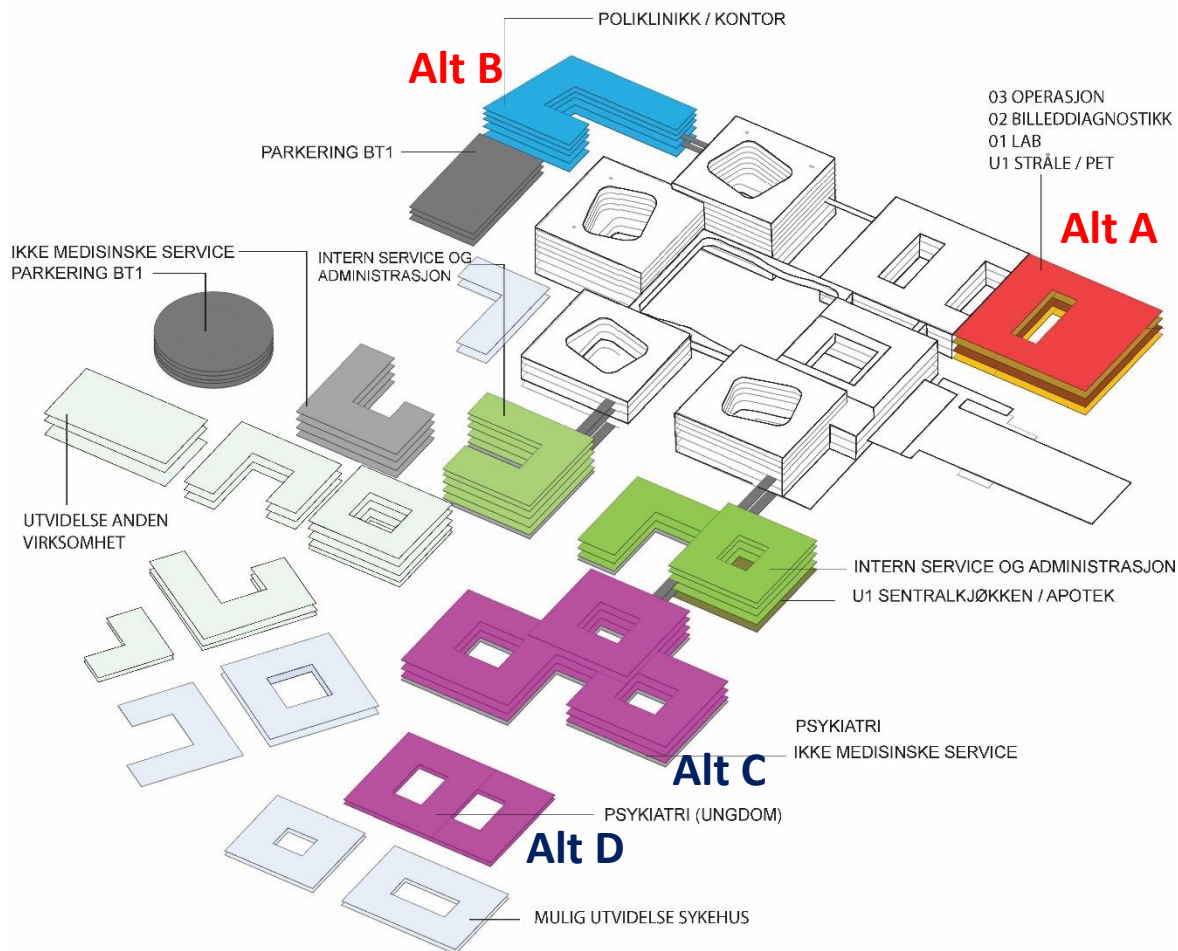 POLIKLINIKK / KONTOR
Alt B
03 OPERASJON
02 BILLEDDIAGNOSTIKK
01 LAB
U1 STRÅLE / PET
PARKERING BT1
Alt A
IKKE MEDISINSKE SERVICE
PARKERING BT1
INTERN SERVICE OG
ADMINISTRASJON
UTVIDELSE ANDEN
VIRKSOMHET
INTERN SERVICE OG ADMINISTRASJON
U1 SENTRALKJØKKEN / APOTEK
PSYKIATRI
IKKE MEDISINSKE SERVICE
Alt C
PSYKIATRI (UNGDOM)
Alt D
MULIG UTVIDELSE SYKEHUS